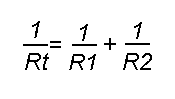 1/Rt = 1/R1 + 1/R2